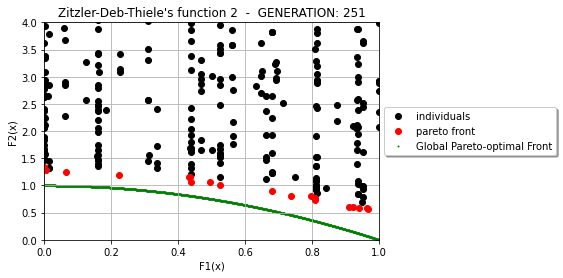 Zitzler-Deb-Thiele's function 2 - GENERATION: 251
4.0
3.5
3.0
2.5
2.0
1.5
1.0
0.5
0.0
F2(x)
0.0 0.2 0.4 0.6 0.8 1.0
F1(x)
individuals
pareto front
Global Pareto-optimal Front